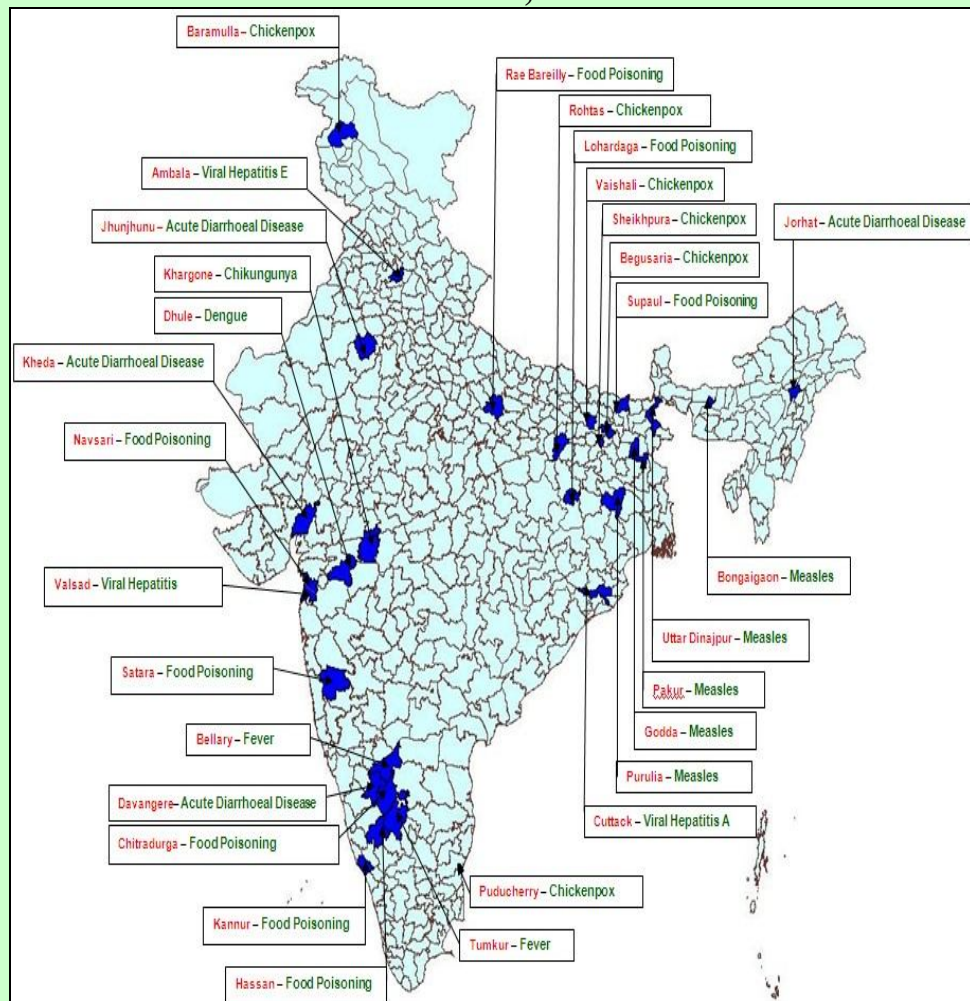 Baramulla – Chickenpox
Rae Bareilly – Food Poisoning
Rohtas – Chickenpox
Lohardaga – Food Poisoning
Ambala – Viral Hepatitis E
Vaishali – Chickenpox
Jhunjhunu – Acute Diarrhoeal Disease
Sheikhpura – Chickenpox
Jorhat – Acute Diarrhoeal Disease
Khargone – Chikungunya
Begusaria – Chickenpox
Dhule – Dengue
Supaul – Food Poisoning
Kheda – Acute Diarrhoeal Disease
Navsari – Food Poisoning
Valsad – Viral Hepatitis
Bongaigaon – Measles
Uttar Dinajpur – Measles
Satara – Food Poisoning
Pakur – Measles
Godda – Measles
Bellary – Fever
Purulia – Measles
Davangere – Acute Diarrhoeal Disease
Cuttack – Viral Hepatitis A
Chitradurga – Food Poisoning
Puducherry – Chickenpox
Kannur – Food Poisoning
Tumkur – Fever
Hassan – Food Poisoning